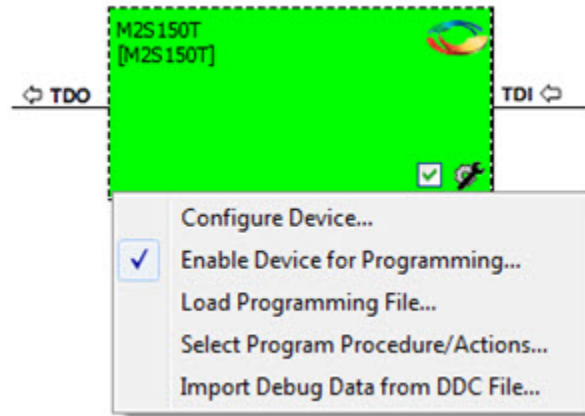 M2S150T
[M2S150T]
TDO
TDI
Configure Device...
Enable Device for Programming...
Load Programming File...
Select Program Procedure/Actions...
Import Debug Data from DDC File...